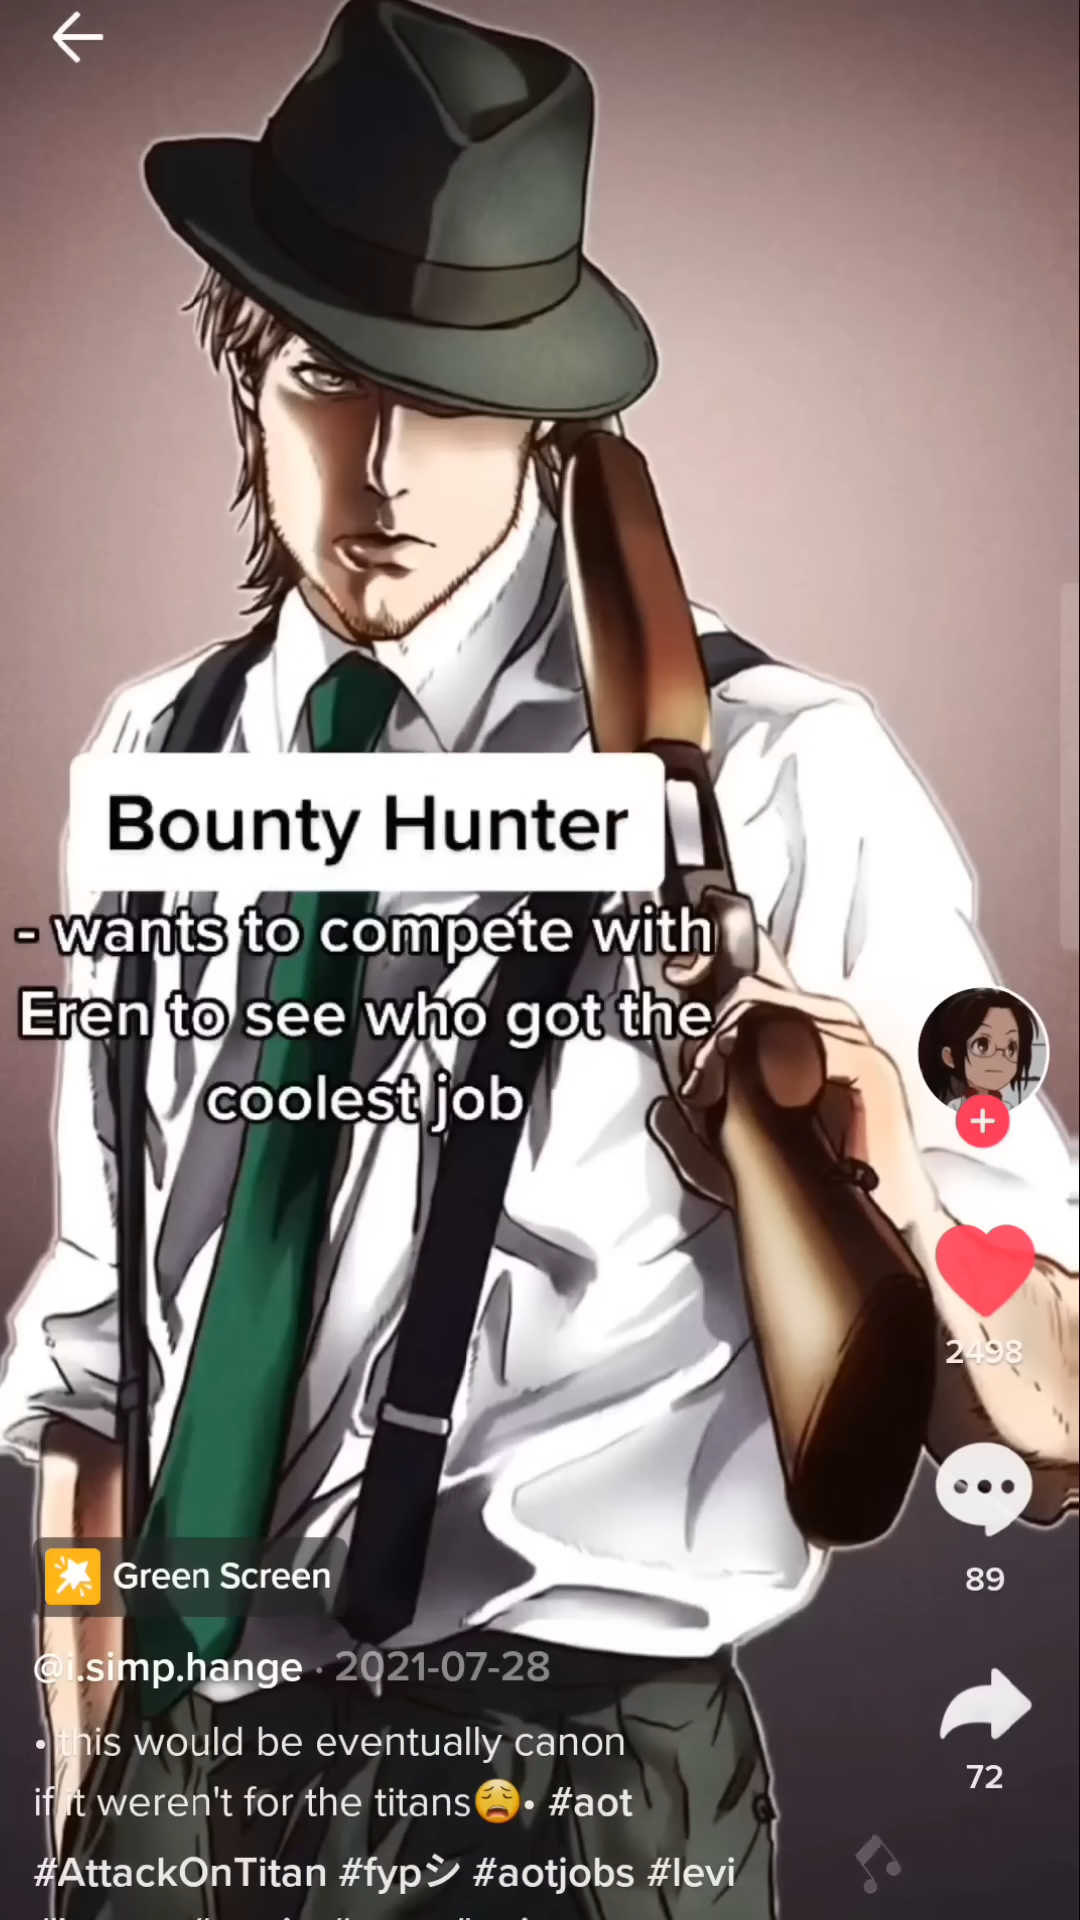 Bounty Hunter
- wants to compete with
Eren to see who got the
coolest job
2498
89
Green Screen
@i.simp.hange · 2021-07-28
72
• this would be eventually canon
if it weren't for the titans😩• #aot
#AttackOnTitan #fypシ #aotjobs #levi